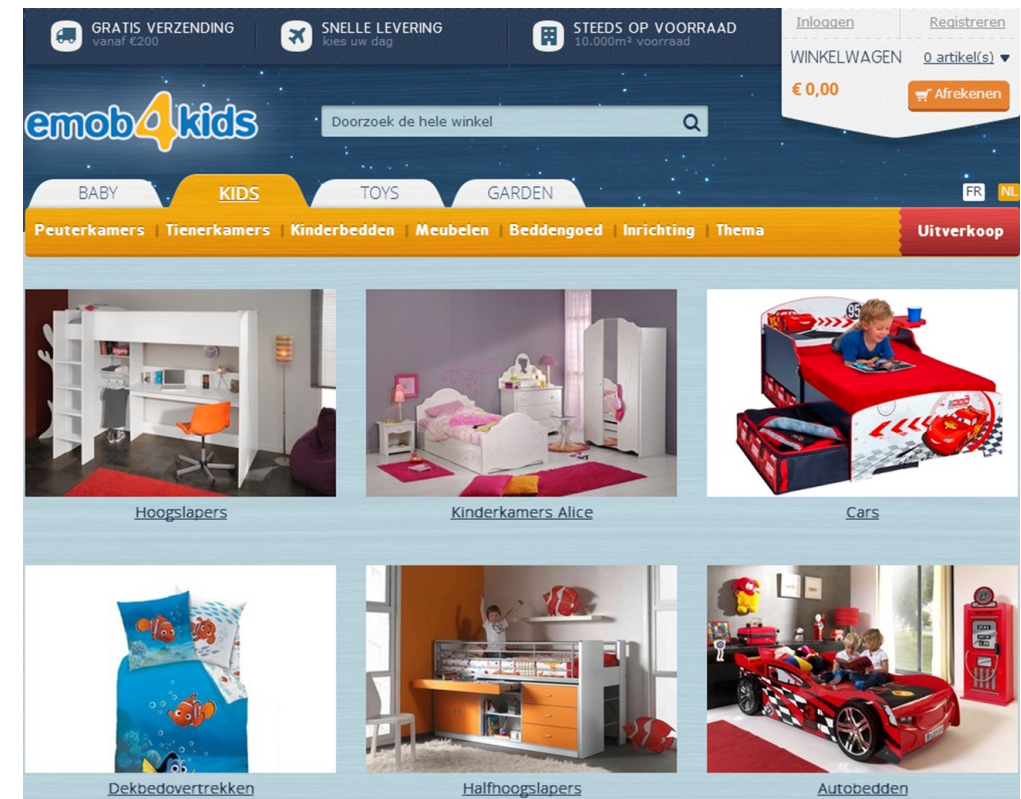 GRATIS VERZENDING
vanaf €200
SNELLE LEVERING
kies uw dag
STEEDS OP VOORRAAD
10.000m² voorraad
Inloggen
Registreren
WINKELWAGEN
0 artikel(s)
€ 0,00
Afrekenen
emob4kids
Doorzoek de hele winkel
BABY
KIDS
TOYS
GARDEN
FR
NL
Peuterkamers
Tienerkamers
Kinderbedden
Meubelen
Beddengoed
Inrichting
Thema
Uitverkoop
95
Hoogslapers
Kinderkamers Alice
Cars
Dekbedovertrekken
Halfhoogslapers
Autobedden